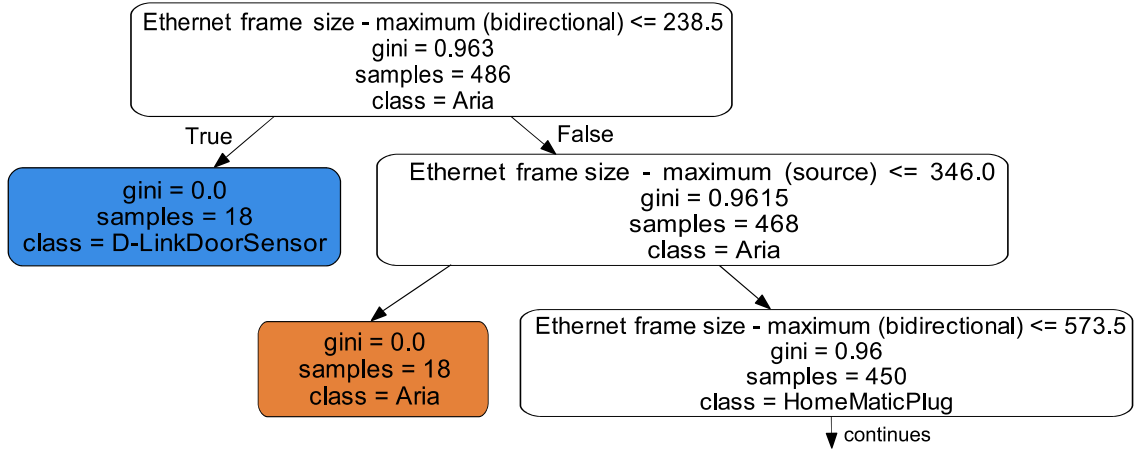 Ethernet frame size - maximum (bidirectional) <= 238.5
gini = 0.963
samples = 486
class = Aria
True
False
gini = 0.0
samples = 18
class = D-LinkDoorSensor
Ethernet frame size - maximum (source) <= 346.0
gini = 0.9615
samples = 468
class = Aria
gini = 0.0
samples = 18
class = Aria
Ethernet frame size - maximum (bidirectional) <= 573.5
gini = 0.96
samples = 450
class = HomeMaticPlug
continues